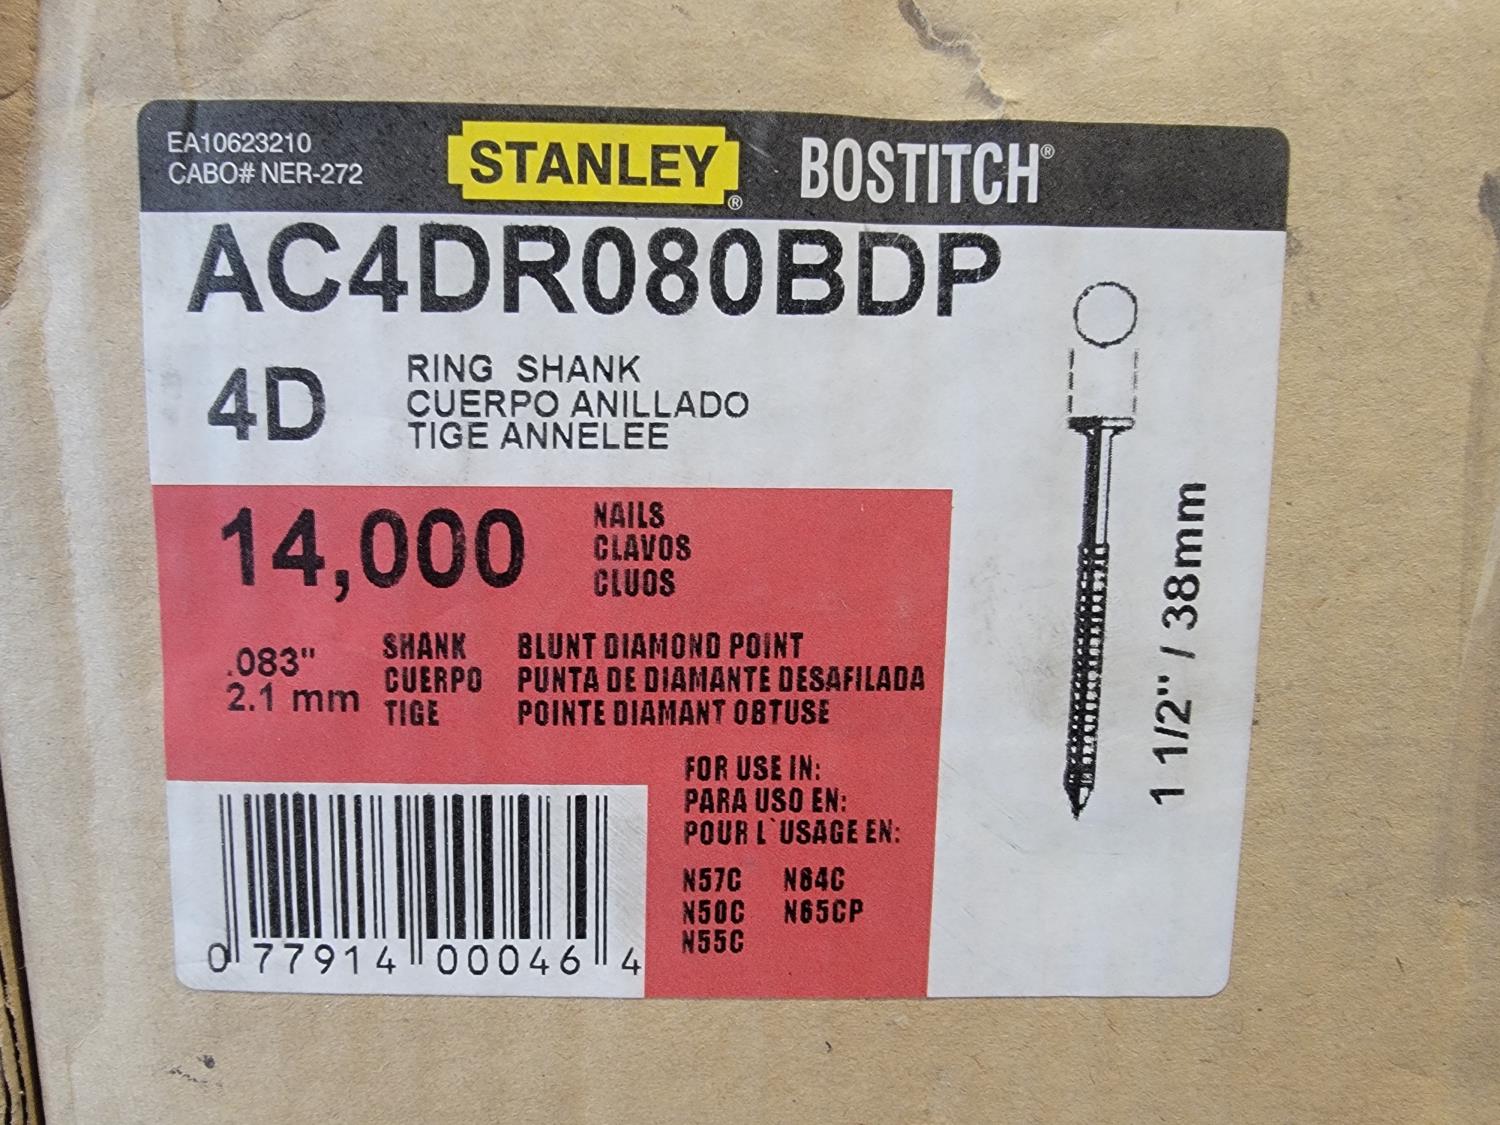 EA10623210
CABO# NER-272
STANLEY®
BOSTITCH®
AC4DR080BDP
4D
RING SHANK
CUERPO ANILLADO
TIGE ANNELEE
14,000
NAILS
CLAVOS
CLUOS
.083"
2.1 mm
SHANK
CUERPO
TIGE
BLUNT DIAMOND POINT
PUNTA DE DIAMANTE DESAFILADA
POINTE DIAMANT OBTUSE
FOR USE IN:
PARA USO EN:
POUR L`USAGE EN:
N57C N64C
N50C N65CP
N55C
0 77914 00046 4
1 1/2" / 38mm